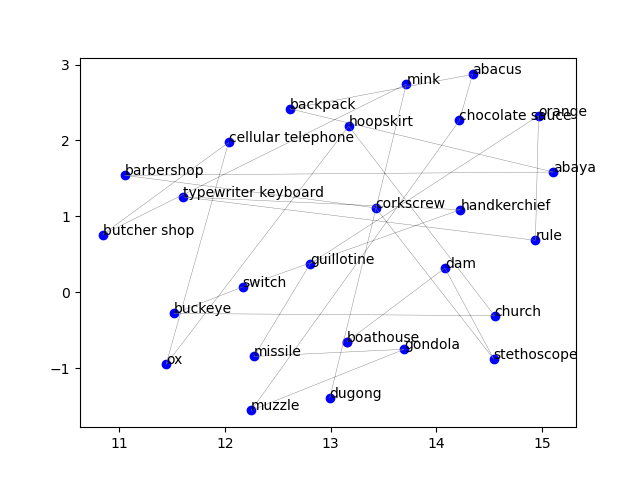 3
abacus
mink
backpack
orange
chocolate sauce
hoopskirt
2
cellular telephone
abaya
barbershop
typewriter keyboard
corkscrew
handkerchief
1
butcher shop
rule
guillotine
dam
switch
0
buckeye
church
boathouse
gondola
missile
stethoscope
ox
−1
dugong
muzzle
11
12
13
14
15